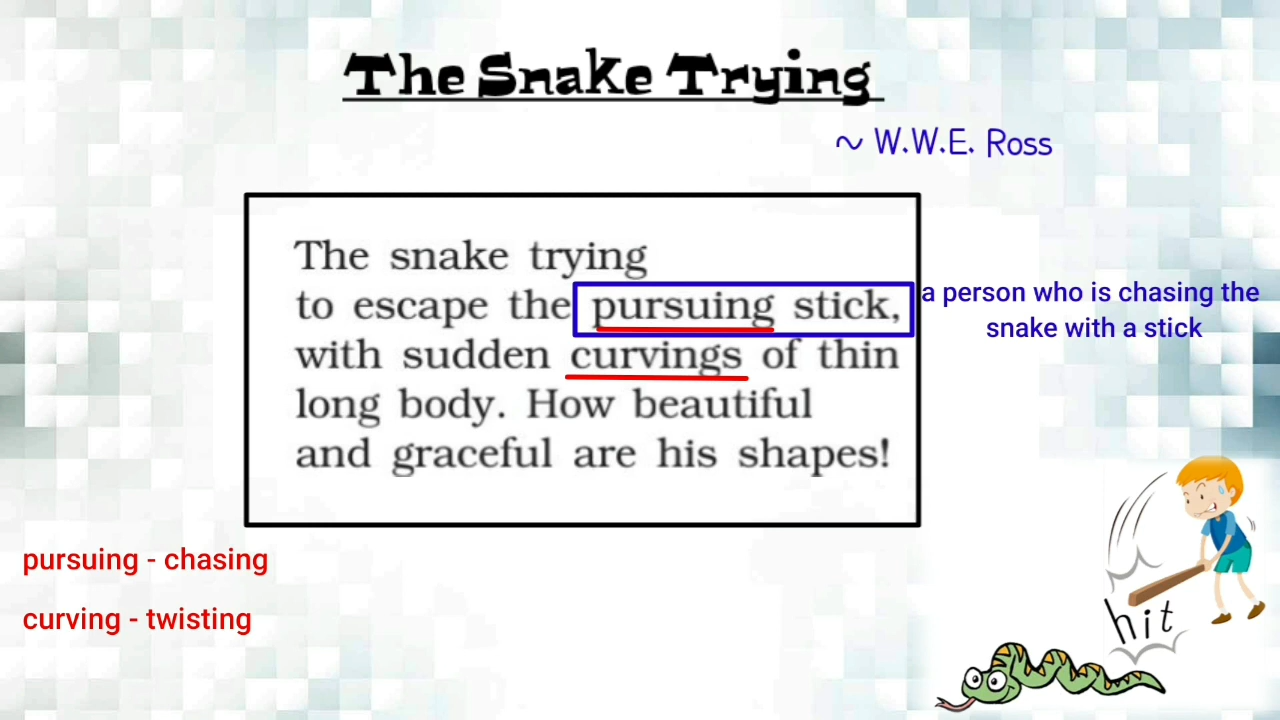 The Snake Trying
~ W.W.E. Ross
The snake trying
to escape the pursuing stick,
with sudden curvings of thin
long body. How beautiful
and graceful are his shapes!
a person who is chasing the
snake with a stick
pursuing - chasing
curving - twisting
hit